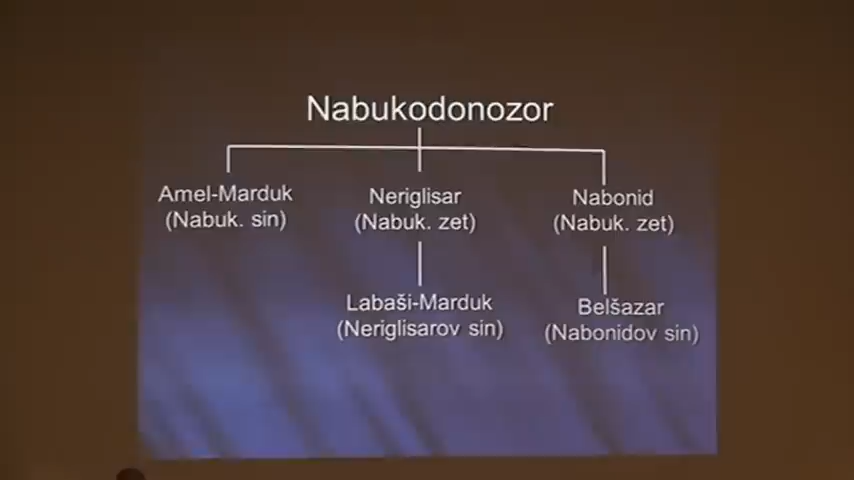 Nabukodonozor
Amel-Marduk
(Nabuk. sin)
Neriglisar
(Nabuk. zet)
Nabonid
(Nabuk. zet)
Labaši-Marduk
(Neriglisarov sin)
Belšazar
(Nabonidov sin)